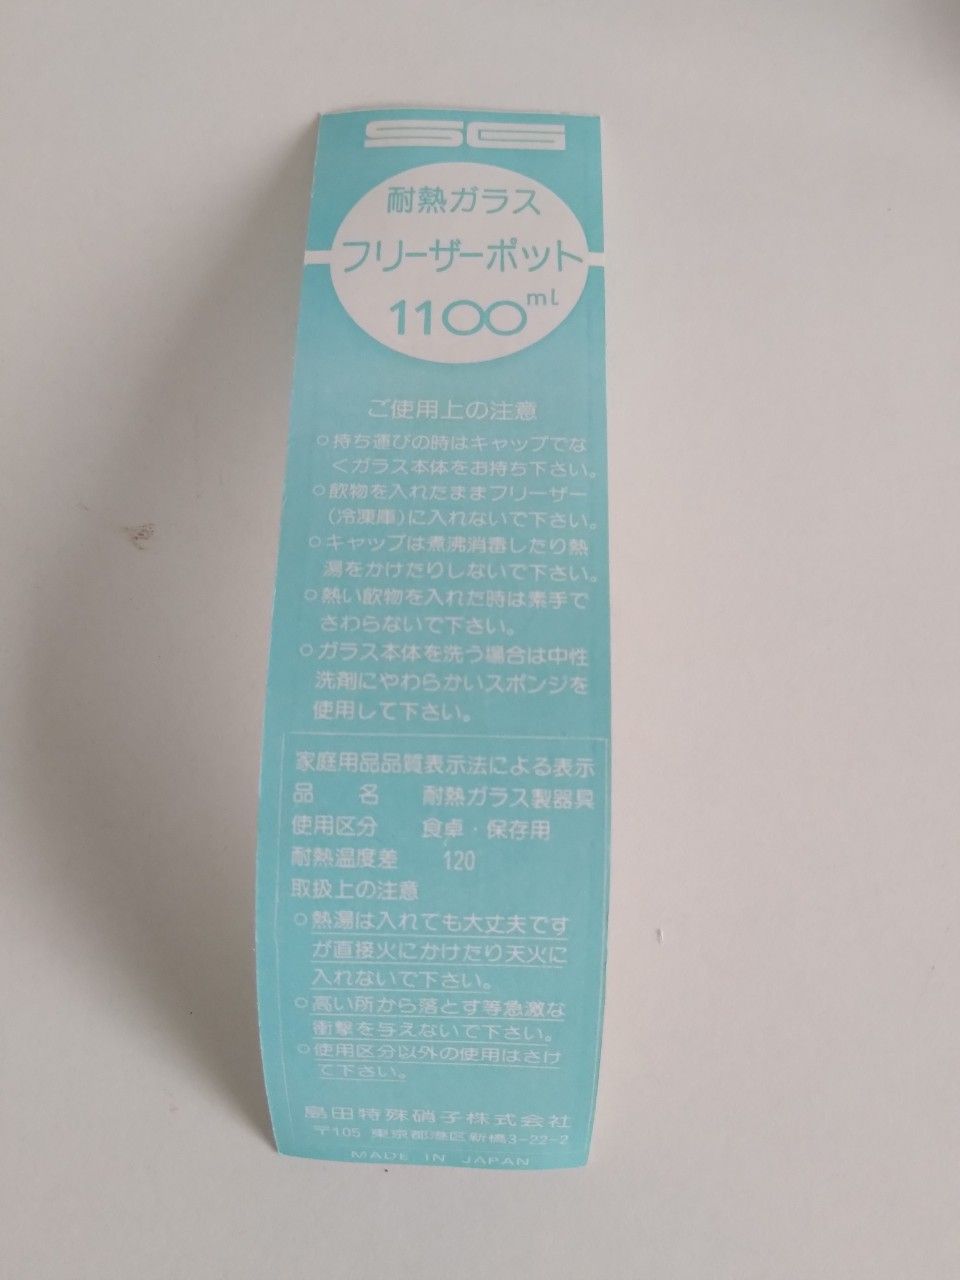 SG
耐熱ガラス
フリーザーポット
1100ml
ご使用上の注意
○持ち運びの時はキャップでな
くガラス本体をお持ち下さい。
○飲物を入れたままフリーザー
(冷凍庫)に入れないで下さい。
○キャップは煮沸消毒したり熱
湯をかけたりしないで下さい。
○熱い飲物を入れた時は素手で
さわらないで下さい。
○ガラス本体を洗う場合は中性
洗剤にやわらかいスポンジを
使用して下さい。
家庭用品品質表示法による表示
品 名 耐熱ガラス製器具
使用区分 食卓・保存用
耐熱温度差 120
取扱上の注意
○熱湯は入れても大丈夫です
が直接火にかけたり天火に
入れないで下さい。
○高い所から落とす等急激な
衝撃を与えないで下さい。
○使用区分以外の使用はさけ
て下さい。
島田特殊硝子株式会社
〒105 東京都港区新橋3-22-2
MADE IN JAPAN